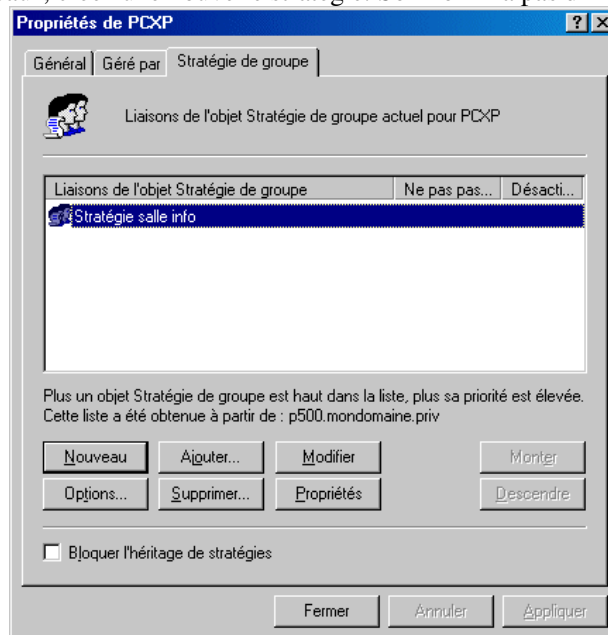 Propriétés de PCXP
Général Géré par Stratégie de groupe
Liaisons de l'objet Stratégie de groupe actuel pour PCXP
Liaisons de l'objet Stratégie de groupe Ne pas pas... Désacti...
Stratégie salle info
Plus un objet Stratégie de groupe est haut dans la liste, plus sa priorité est élevée.
Cette liste a été obtenue à partir de : p500.mondomaine.priv
Nouveau Ajouter... Modifier Monter
Options... Supprimer... Propriétés Descendre
Bloquer l'héritage de stratégies
Fermer Annuler Appliquer